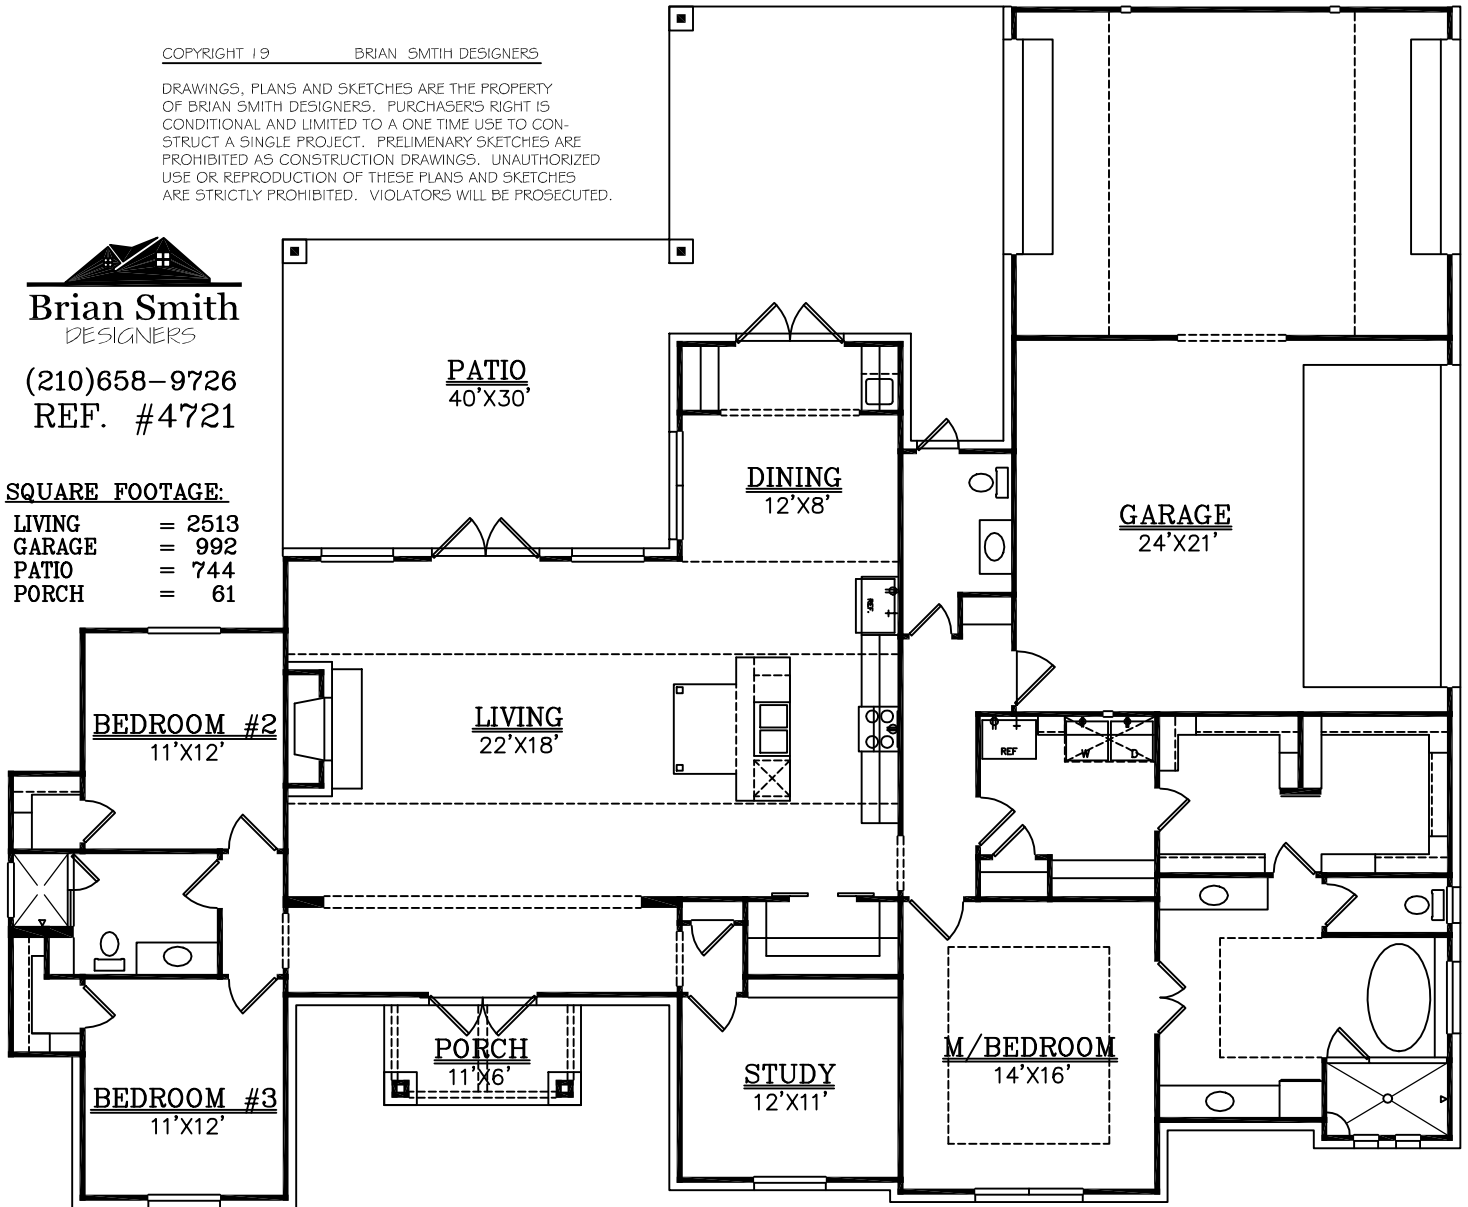 COPYRIGHT 19 BRIAN SMTIH DESIGNERS
DRAWINGS, PLANS AND SKETCHES ARE THE PROPERTY
OF BRIAN SMITH DESIGNERS. PURCHASER'S RIGHT IS
CONDITIONAL AND LIMITED TO A ONE TIME USE TO CON-
STRUCT A SINGLE PROJECT. PRELIMENARY SKETCHES ARE
PROHIBITED AS CONSTRUCTION DRAWINGS. UNAUTHORIZED
USE OR REPRODUCTION OF THESE PLANS AND SKETCHES
ARE STRICTLY PROHIBITED. VIOLATORS WILL BE PROSECUTED.
Brian Smith
DESIGNERS
(210)658-9726
REF. #4721
SQUARE FOOTAGE:
LIVING = 2513
GARAGE = 992
PATIO = 744
PORCH = 61
PATIO
40'X30'
DINING
12'X8'
GARAGE
24'X21'
REF.
BEDROOM #2
11'X12'
LIVING
22'X18'
REF
W D
PORCH
11'X6'
M/BEDROOM
14'X16'
STUDY
12'X11'
BEDROOM #3
11'X12'